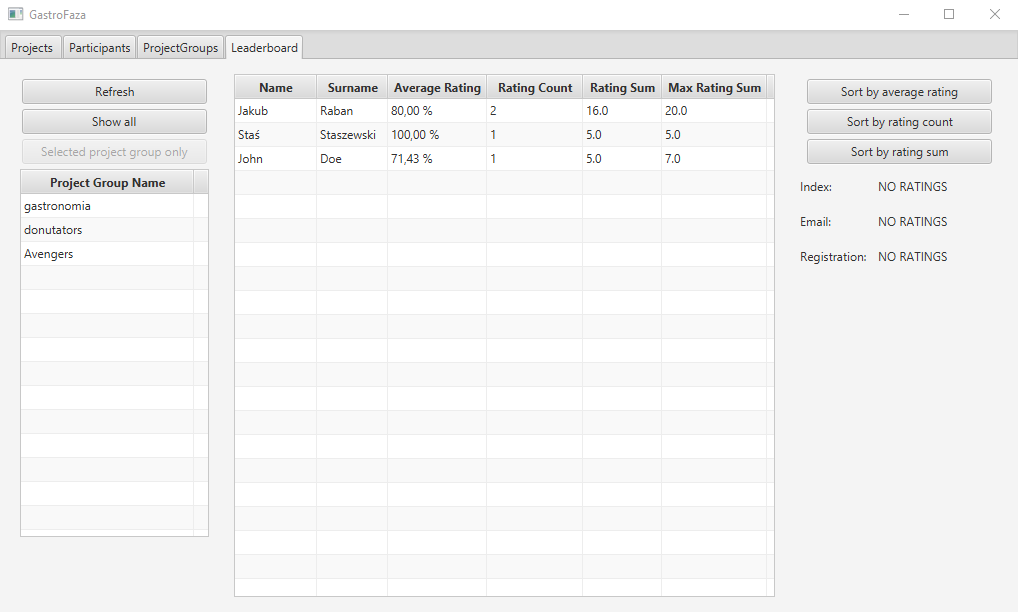 GastroFaza
Projects Participants ProjectGroups Leaderboard
Refresh
Show all
Selected project group only
Project Group Name
gastronomia
donutators
Avengers
Name Surname Average Rating Rating Count Rating Sum Max Rating Sum
Jakub Raban 80,00 % 2 16.0 20.0
Staś Staszewski 100,00 % 1 5.0 5.0
John Doe 71,43 % 1 5.0 7.0
Sort by average rating
Sort by rating count
Sort by rating sum
Index: NO RATINGS
Email: NO RATINGS
Registration: NO RATINGS